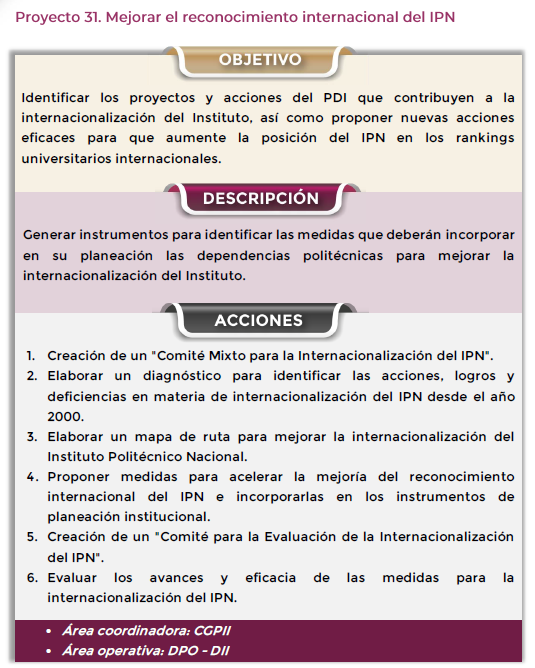 Proyecto 31. Mejorar el reconocimiento internacional del IPN
OBJETIVO
Identificar los proyectos y acciones del PDI que contribuyen a la
internacionalización del Instituto, así como proponer nuevas acciones
eficaces para que aumente la posición del IPN en los rankings
universitarios internacionales.
DESCRIPCIÓN
Generar instrumentos para identificar las medidas que deberán incorporar
en su planeación las dependencias politécnicas para mejorar la
internacionalización del Instituto.
ACCIONES
1. Creación de un "Comité Mixto para la Internacionalización del IPN".
2. Elaborar un diagnóstico para identificar las acciones, logros y
deficiencias en materia de internacionalización del IPN desde el año
2000.
3. Elaborar un mapa de ruta para mejorar la internacionalización del
Instituto Politécnico Nacional.
4. Proponer medidas para acelerar la mejoría del reconocimiento
internacional del IPN e incorporarlas en los instrumentos de
planeación institucional.
5. Creación de un "Comité para la Evaluación de la Internacionalización
del IPN".
6. Evaluar los avances y eficacia de las medidas para la
internacionalización del IPN.
• Área coordinadora: CGPII
• Área operativa: DPO - DII